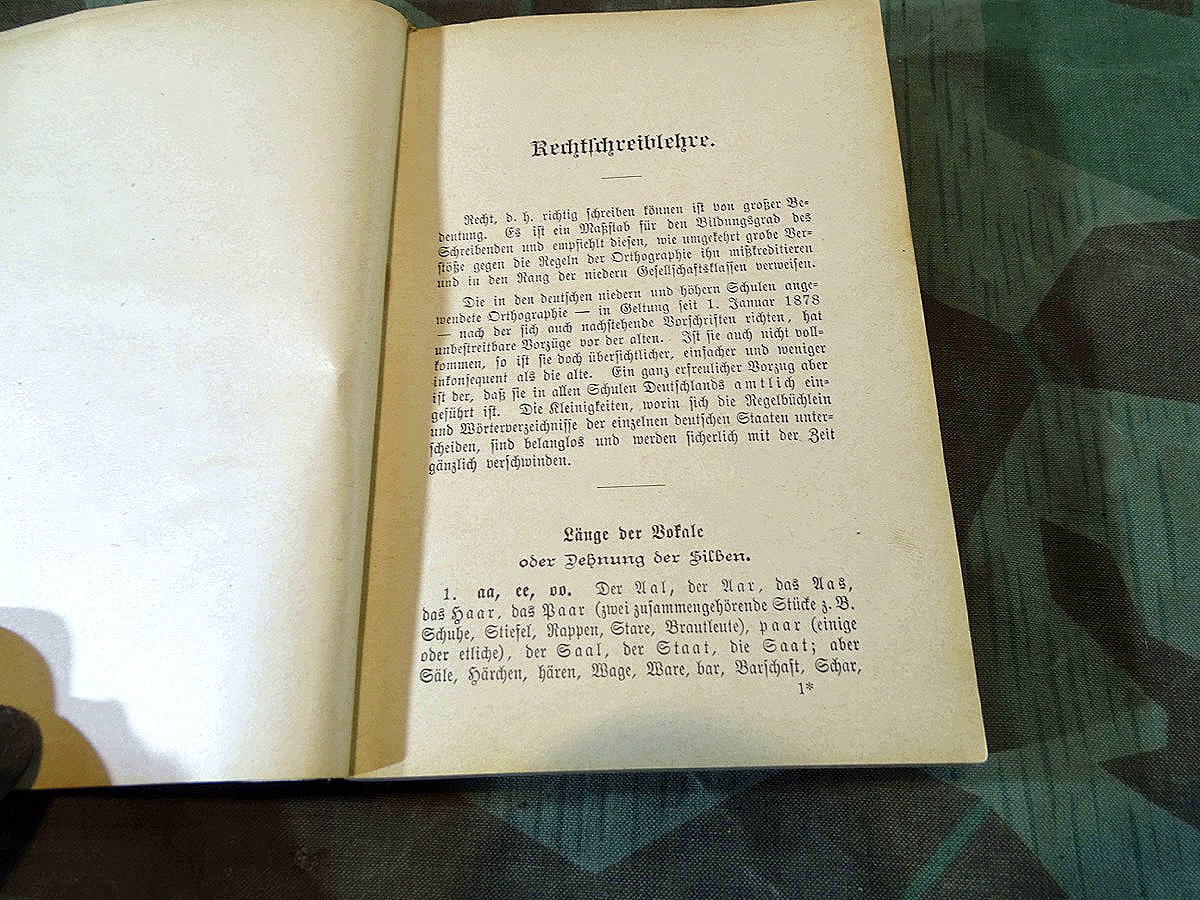 Rechtschreiblehre.
Recht, d. h. richtig schreiben können ist von großer Be-
deutung. Es ist ein Maßstab für den Bildungsgrad des
Schreibenden und empfiehlt diesen, wie umgekehrt grobe Ver-
stöße gegen die Regeln der Orthographie ihn mißkreditieren
und in den Rang der niedern Gesellschaftsklassen verweisen.
Die in den deutschen niedern und höhern Schulen ange-
wendete Orthographie — in Geltung seit 1. Januar 1878
— nach der sich auch nachstehende Vorschriften richten, hat
unbestreitbare Vorzüge vor der alten. Ist sie auch nicht voll-
kommen, so ist sie doch übersichtlicher, einfacher und weniger
inkonsequent als die alte. Ein ganz erfreulicher Vorzug aber
ist der, daß sie in allen Schulen Deutschlands amtlich ein-
geführt ist. Die Kleinigkeiten, worin sich die Regelbüchlein
und Wörterverzeichnisse der einzelnen deutschen Staaten unter-
scheiden, sind belanglos und werden sicherlich mit der Zeit
gänzlich verschwinden.
Länge der Vokale
oder Dehnung der Silben.
1. aa, ee, oo. Der Aal, der Aar, das Aas,
das Haar, das Paar (zwei zusammengehörende Stücke z. B.
Schuhe, Stiefel, Rappen, Stare, Brautleute), paar (einige
oder etliche), der Saal, der Staat, die Saat; aber
Säle, Härchen, hären, Wage, Ware, bar, Barschaft, Schar,
1*